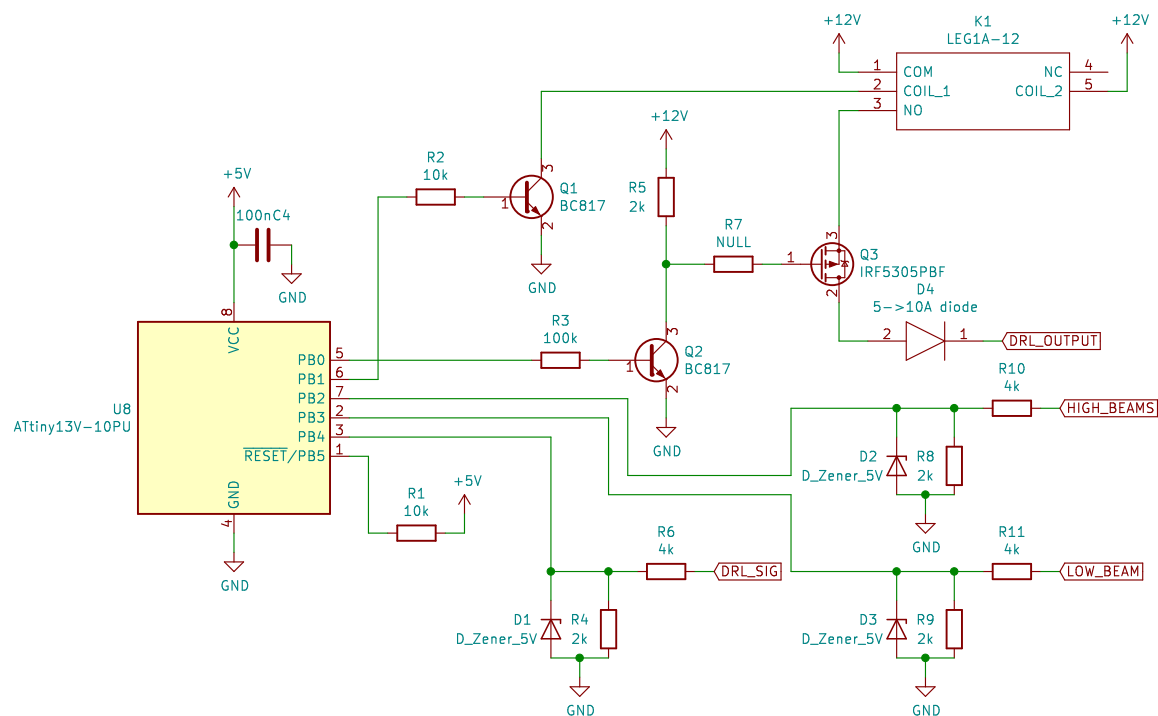 +12V
K1
LEG1A-12
+12V
1
COM
NC
4
2
COIL_1
COIL_2
5
3
NO
+12V
R2
10k
3
Q1
BC817
1
2
GND
R5
2k
+5V
100nC4
GND
R7
NULL
1
3
Q3
IRF5305PBF
2
D4
5->10A diode
2
1
DRL_OUTPUT
8
VCC
R3
100k
3
Q2
BC817
1
2
GND
U8
ATtiny13V-10PU
PB0
5
PB1
6
PB2
7
PB3
2
PB4
3
RESET/PB5
1
GND
4
GND
R1
10k
+5V
R10
4k
HIGH_BEAMS
D2
D_Zener_5V
R8
2k
GND
R6
4k
DRL_SIG
D1
D_Zener_5V
R4
2k
GND
R11
4k
LOW_BEAM
D3
D_Zener_5V
R9
2k
GND